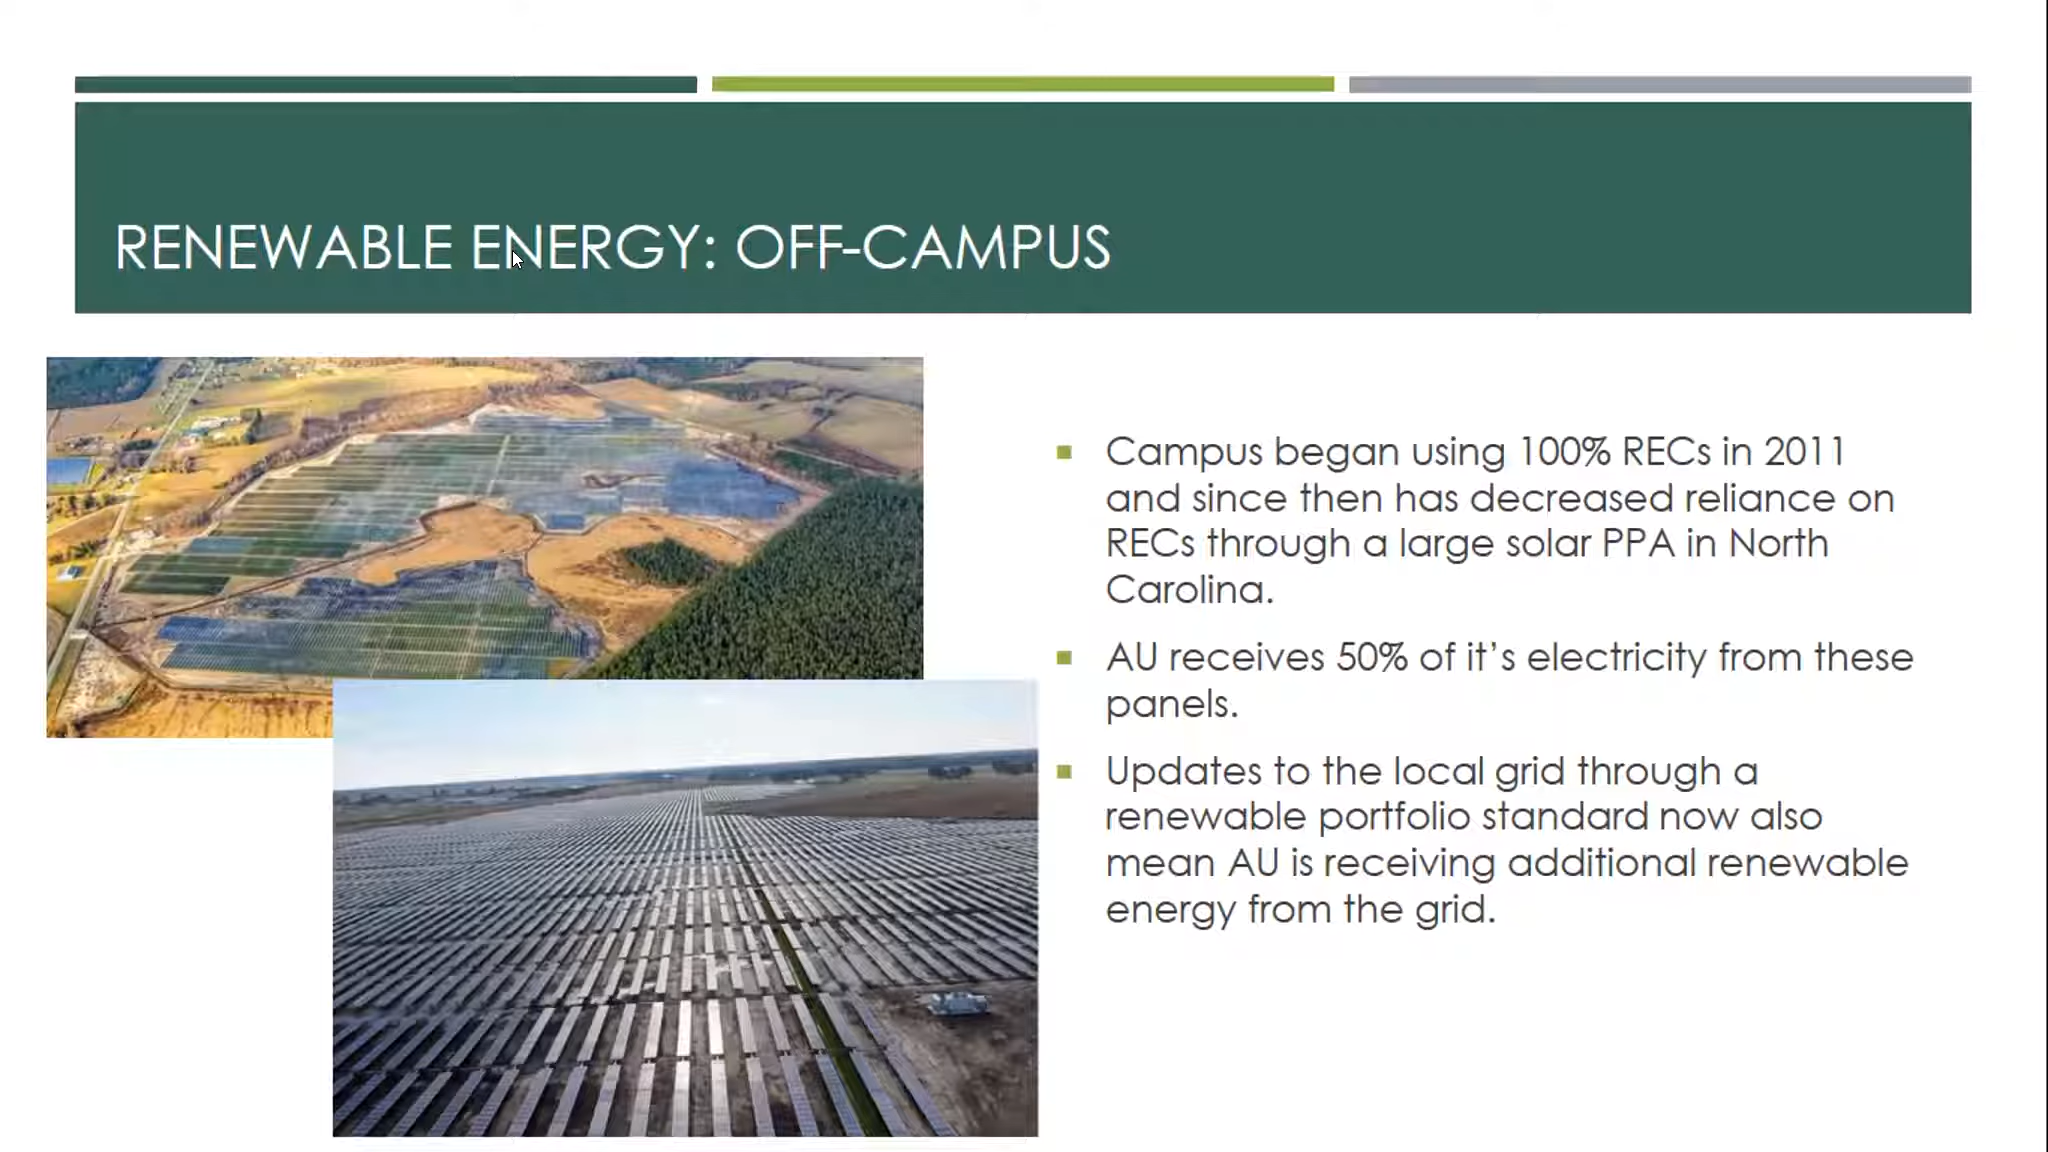 RENEWABLE ENERGY: OFF-CAMPUS
Campus began using 100% RECs in 2011
and since then has decreased reliance on
RECs through a large solar PPA in North
Carolina.
AU receives 50% of it’s electricity from these
panels.
Updates to the local grid through a
renewable portfolio standard now also
mean AU is receiving additional renewable
energy from the grid.